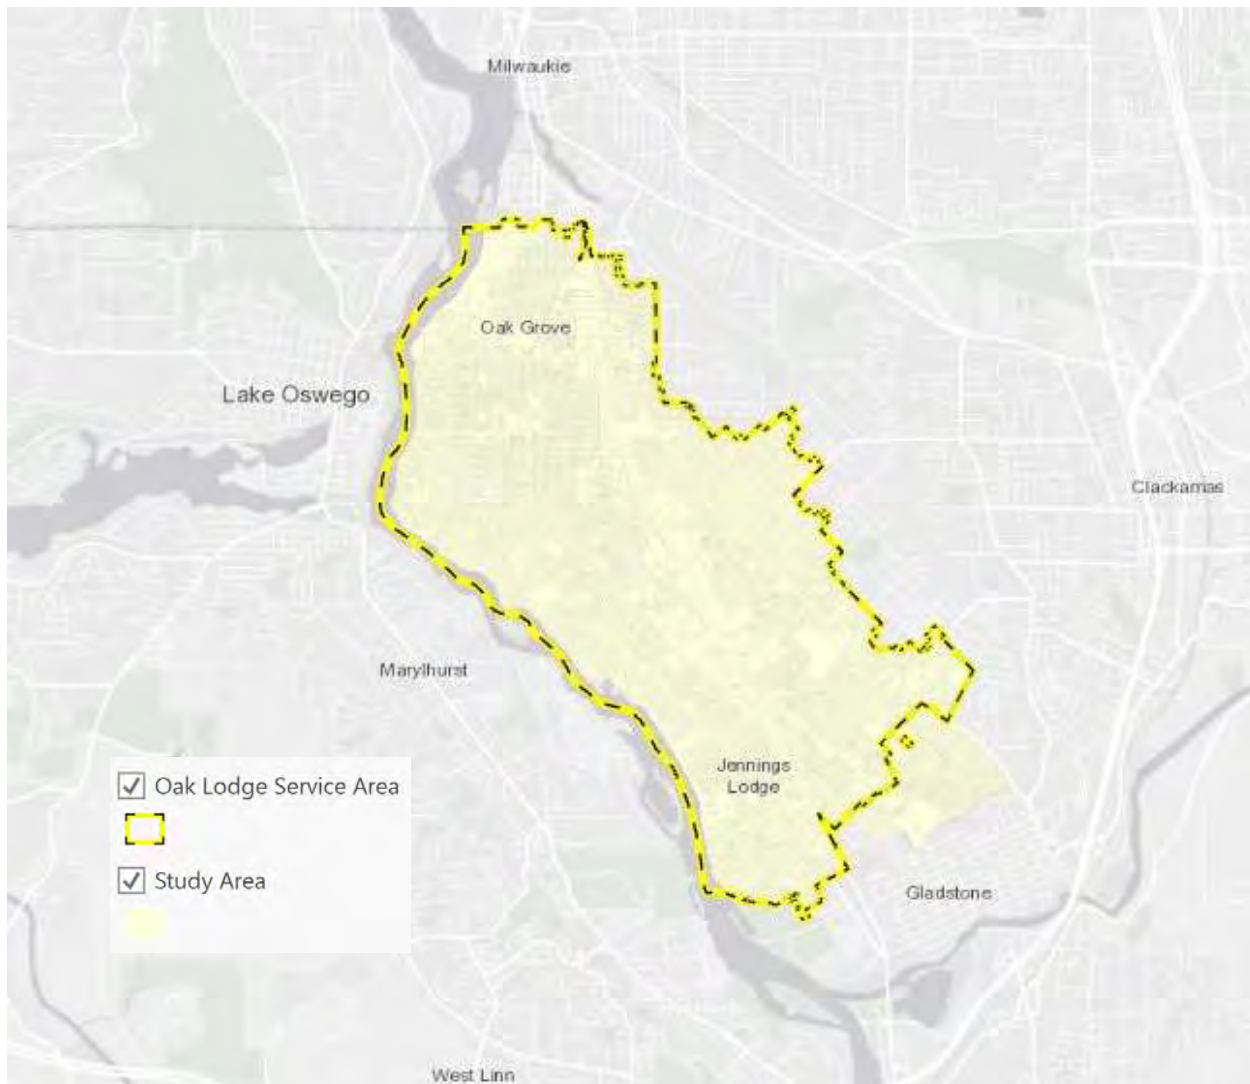 Milwaukie
Oak Grove
Lake Oswego
Clackamas
Marylhurst
Jennings
Lodge
Oak Lodge Service Area
Study Area
Gladstone
West Linn